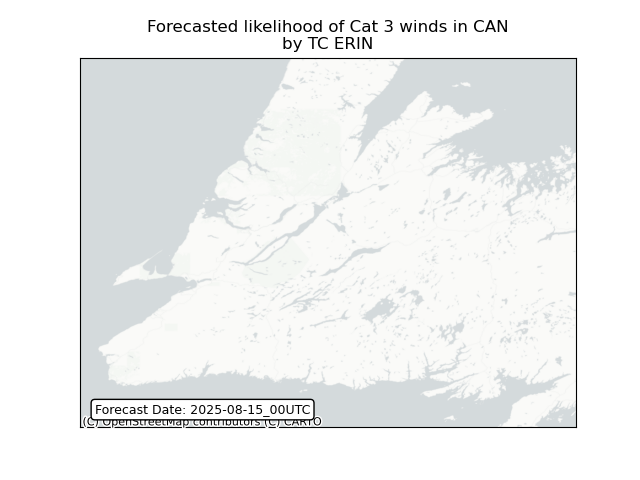 Forecasted likelihood of Cat 3 winds in CAN
by TC ERIN
Forecast Date: 2025-08-15_00UTC
(C) OpenStreetMap contributors (C) CARTO